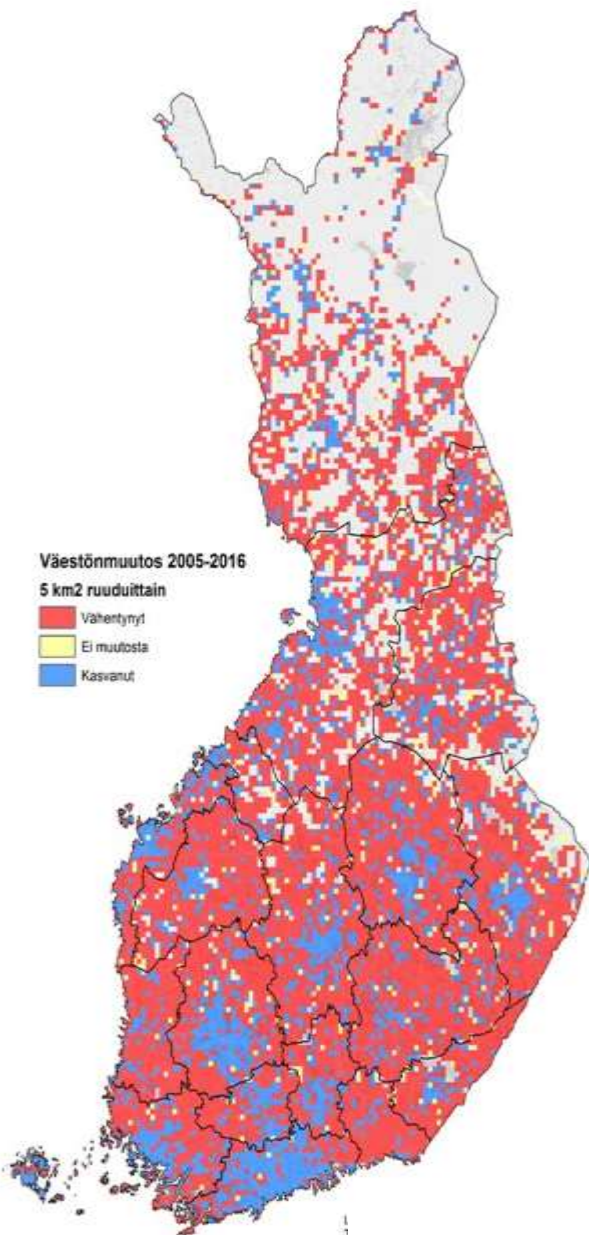 Väestönmuutos 2005-2016
5 km2 ruuduittain
Vähentynyt
Ei muutosta
Kasvanut